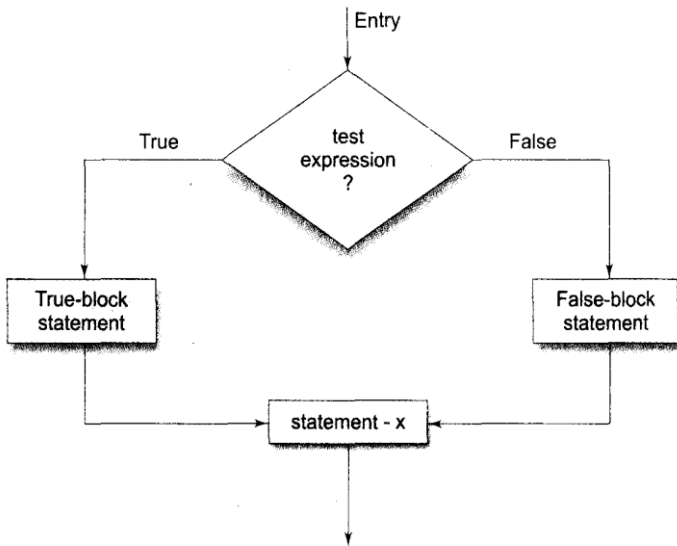 Entry
True
test
expression
?
False
True-block
statement
False-block
statement
statement - x